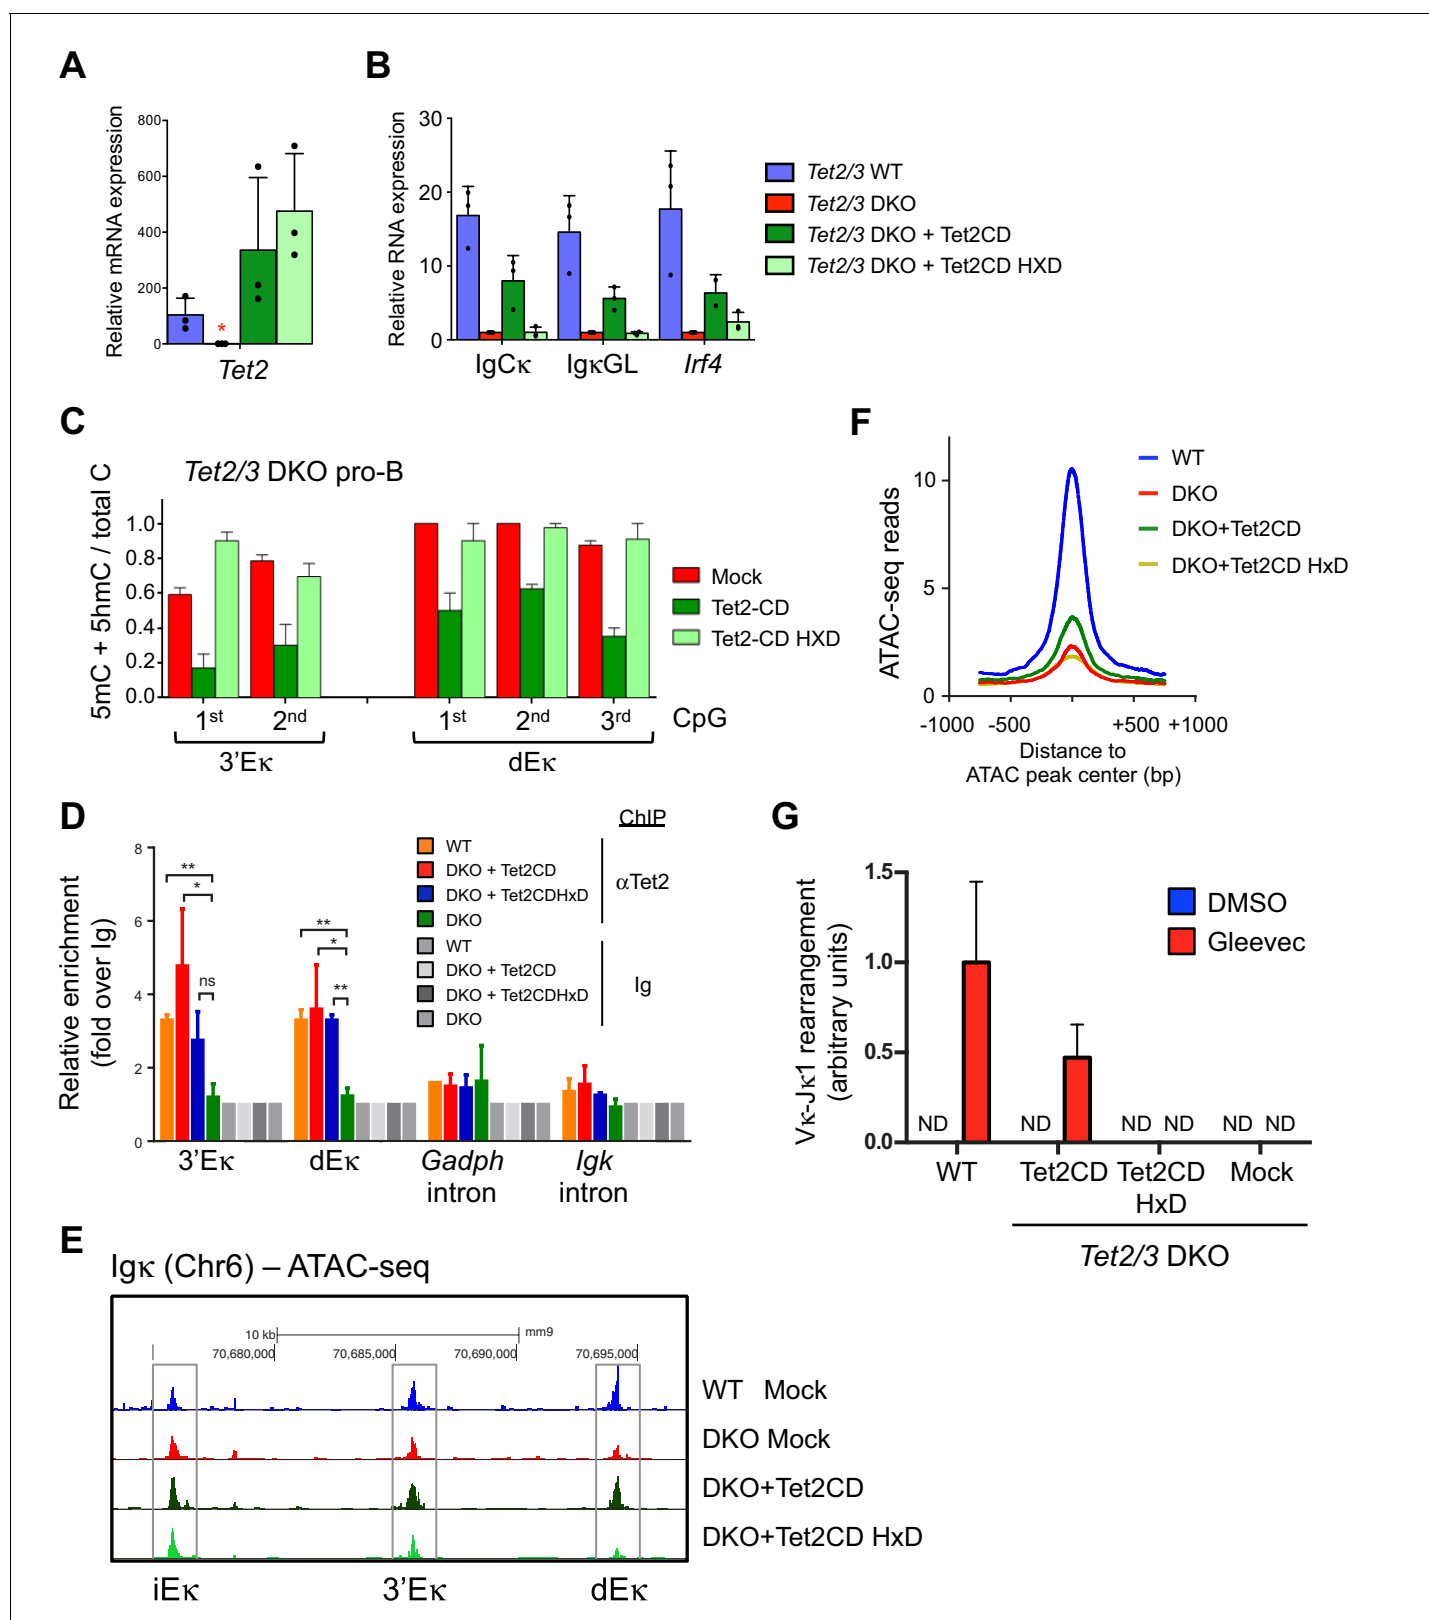 A
Relative mRNA expression
800
600
400
200
0
*
Tet2
B
Relative RNA expression
30
20
10
0
IgCκ IgκGL Irf4
Tet2/3 WT
Tet2/3 DKO
Tet2/3 DKO + Tet2CD
Tet2/3 DKO + Tet2CD HXD
C
Tet2/3 DKO pro-B
5mC + 5hmC / total C
1.0
0.8
0.6
0.4
0.2
0.0
1st 2nd 1st 2nd 3rd CpG
3'Eκ dEκ
Mock
Tet2-CD
Tet2-CD HXD
F
ATAC-seq reads
10
5
0
-1000 -500 +500 +1000
Distance to
ATAC peak center (bp)
WT
DKO
DKO+Tet2CD
DKO+Tet2CD HxD
D
Relative enrichment
(fold over Ig)
8
6
4
2
0
** * ns
** * **
ChIP
WT
DKO + Tet2CD
DKO + Tet2CDHxD
DKO
αTet2
WT
DKO + Tet2CD
DKO + Tet2CDHxD
DKO
Ig
3'Eκ dEκ Gadph Igk
intron intron
G
Vκ-Jκ1 rearrangement
(arbitrary units)
1.5
1.0
0.5
0.0
DMSO
Gleevec
ND ND ND ND ND ND
WT Tet2CD Tet2CD Mock
HxD
Tet2/3 DKO
E
Igκ (Chr6) – ATAC-seq
10 kb mm9
70,680,000 70,685,000 70,690,000 70,695,000
WT Mock
DKO Mock
DKO+Tet2CD
DKO+Tet2CD HxD
iEκ 3'Eκ dEκ